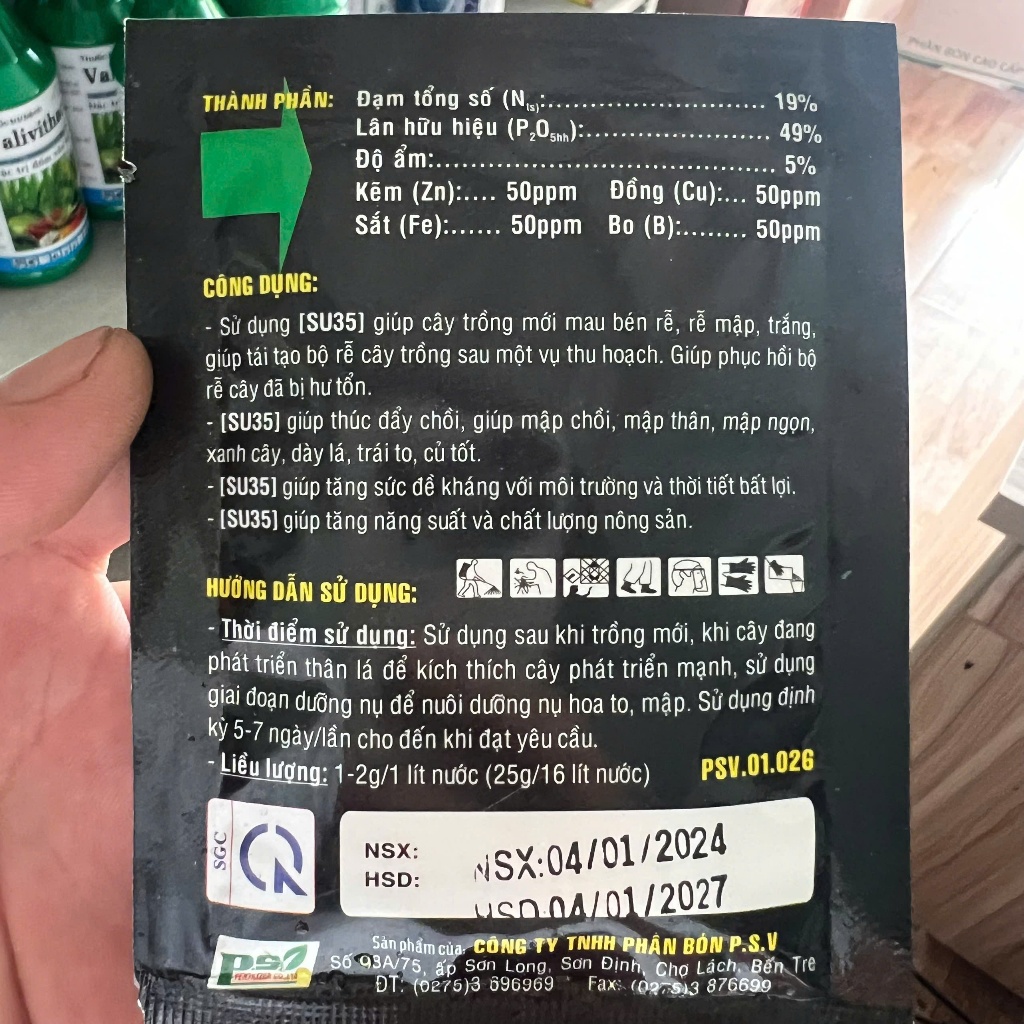 PHÂN BÓN CAO CẤP
Va
alivitha
THÀNH PHẦN: Đạm tổng số (N(ts): 19%
Lân hữu hiệu (P2O5hh): 49%
Độ ẩm: 5%
Kẽm (Zn):.... 50ppm Đồng (Cu):... 50ppm
Sắt (Fe):...... 50ppm Bo (B):........ 50ppm
CÔNG DỤNG:
- Sử dụng [SU35] giúp cây trồng mới mau bén rễ, rễ mập, trắng,
giúp tái tạo bộ rễ cây trồng sau một vụ thu hoạch. Giúp phục hồi bộ
rễ cây đã bị hư tổn.
- [SU35] giúp thúc đẩy chồi, giúp mập chồi, mập thân, mập ngọn,
xanh cây, dày lá, trái to, củ tốt.
- [SU35] giúp tăng sức đề kháng với môi trường và thời tiết bất lợi.
- [SU35] giúp tăng năng suất và chất lượng nông sản.
HƯỚNG DẪN SỬ DỤNG:
- Thời điểm sử dụng: Sử dụng sau khi trồng mới, khi cây đang
phát triển thân lá để kích thích cây phát triển mạnh, sử dụng
giai đoạn dưỡng nụ để nuôi dưỡng nụ hoa to, mập. Sử dụng định
kỳ 5-7 ngày/lần cho đến khi đạt yêu cầu.
- Liều lượng: 1-2g/1 lít nước (25g/16 lít nước) PSV.01.026
SGC
NSX: NSX:04/01/2024
HSD: HSD.04/01/2027
Sản phẩm của: CÔNG TY TNHH PHÂN BÓN P.S.V
Số 93A/75, ấp Sơn Long, Sơn Định, Chợ Lách, Bến Tre
ĐT: (0275)3 696969 Fax: (0275)3 876699